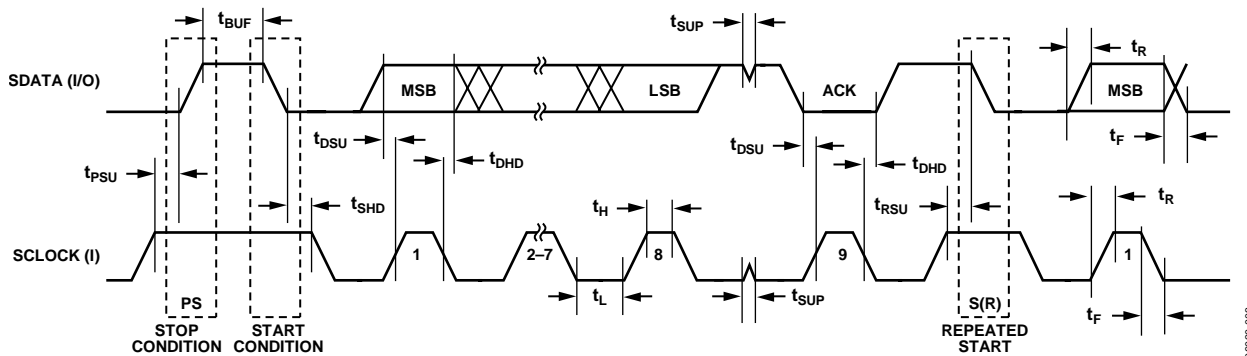 tBUF
tSUP
tR
SDATA (I/O)
MSB
LSB
ACK
MSB
tDSU
tDHD
tDSU
tDHD
tF
tPSU
tSHD
tH
tRSU
tR
SCLOCK (I)
1
2–7
8
9
1
PS
tL
tSUP
S(R)
tF
STOP
CONDITION
START
CONDITION
REPEATED
START